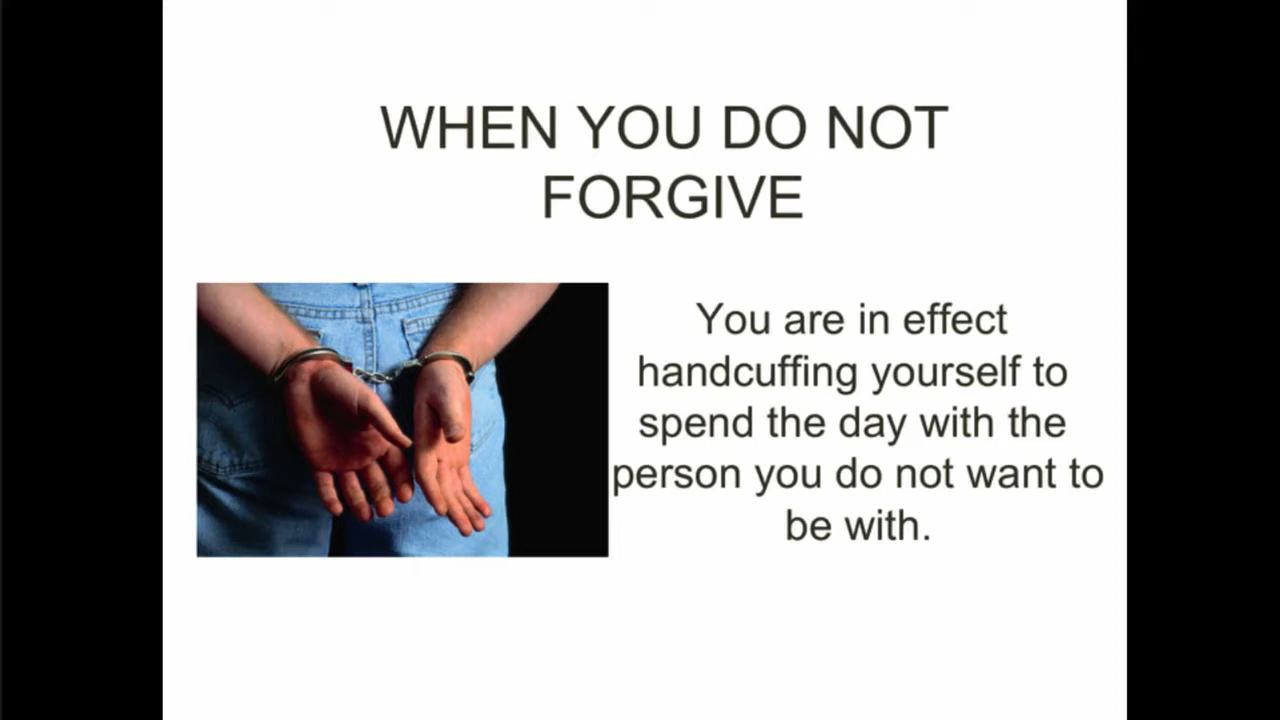 WHEN YOU DO NOT
FORGIVE
You are in effect
handcuffing yourself to
spend the day with the
person you do not want to
be with.